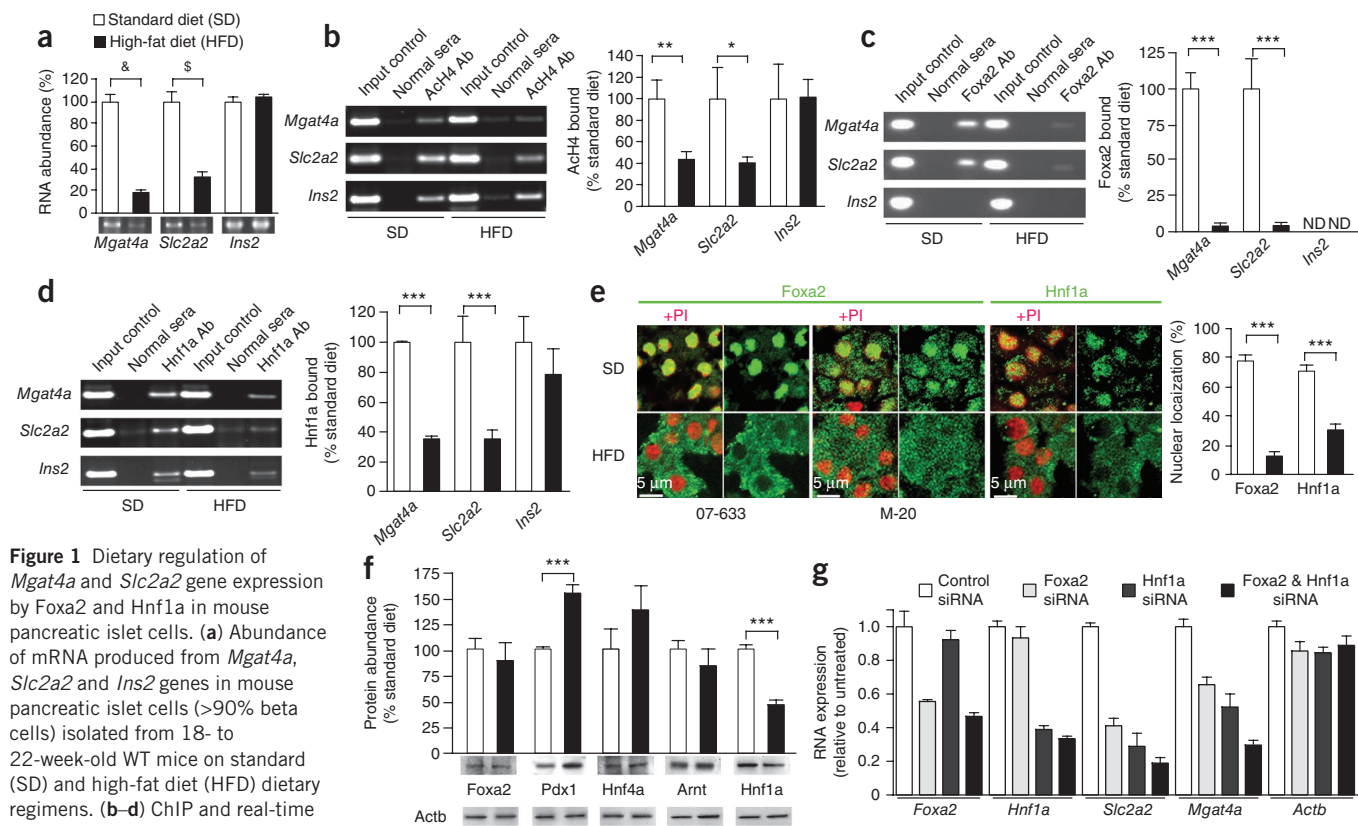 Standard diet (SD)
High-fat diet (HFD)
a
RNA abundance (%)
120
100
80
60
40
20
0
&
$
Mgat4a Slc2a2 Ins2
b
Input control Normal sera AcH4 Ab Input control Normal sera AcH4 Ab
Mgat4a
Slc2a2
Ins2
SD HFD
AcH4 bound
(% standard diet)
140
120
100
80
60
40
20
0
** *
Mgat4a Slc2a2 Ins2
c
Input control Normal sera Foxa2 Ab Input control Normal sera Foxa2 Ab
Mgat4a
Slc2a2
Ins2
SD HFD
Foxa2 bound
(% standard diet)
125
100
75
50
25
0
*** ***
ND ND
Mgat4a Slc2a2 Ins2
d
Input control Normal sera Hnf1a Ab Input control Normal sera Hnf1a Ab
Mgat4a
Slc2a2
Ins2
SD HFD
Hnf1a bound
(% standard diet)
120
100
80
60
40
20
0
*** ***
Mgat4a Slc2a2 Ins2
e
Foxa2 Hnf1a
+PI +PI +PI
SD
HFD
5 µm 5 µm 5 µm
07-633 M-20
Nuclear locaization (%)
100
80
60
40
20
0
*** ***
Foxa2 Hnf1a
Figure 1 Dietary regulation of
Mgat4a and Slc2a2 gene expression
by Foxa2 and Hnf1a in mouse
pancreatic islet cells. (a) Abundance
of mRNA produced from Mgat4a,
Slc2a2 and Ins2 genes in mouse
pancreatic islet cells (>90% beta
cells) isolated from 18- to
22-week-old WT mice on standard
(SD) and high-fat diet (HFD) dietary
regimens. (b–d) ChIP and real-time
f
Protein abundance
(% standard diet)
175
150
125
100
75
50
25
0
*** ***
Foxa2 Pdx1 Hnf4a Arnt Hnf1a
Actb
g
Control siRNA
Foxa2 siRNA
Hnf1a siRNA
Foxa2 & Hnf1a siRNA
RNA expression
(relative to untreated)
1.0
0.8
0.6
0.4
0.2
0
Foxa2 Hnf1a Slc2a2 Mgat4a Actb